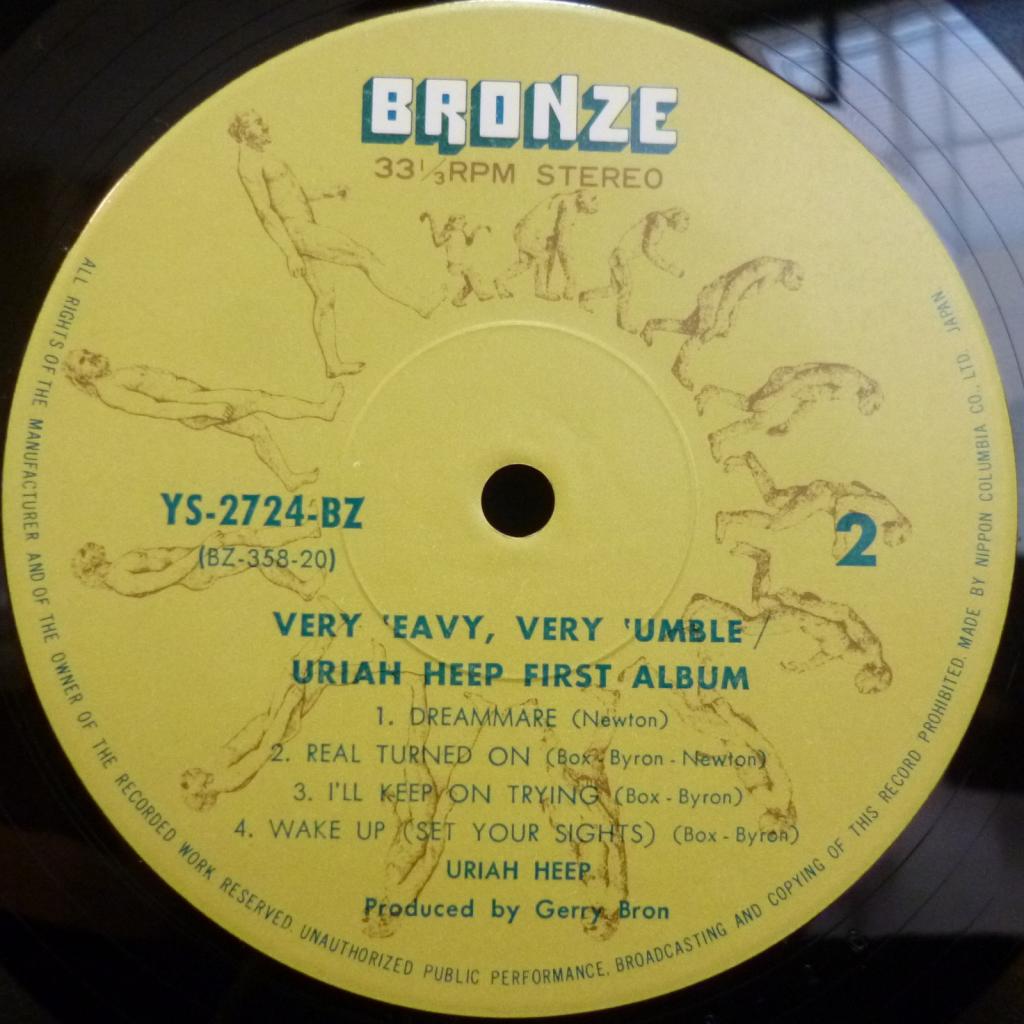 BRONZE
33 1/3 RPM STEREO
YS-2724-BZ
(BZ-358-20)
2
VERY 'EAVY, VERY 'UMBLE /
URIAH HEEP FIRST ALBUM
1. DREAMMARE (Newton)
2. REAL TURNED ON (Box - Byron - Newton)
3. I'LL KEEP ON TRYING (Box - Byron)
4. WAKE UP (SET YOUR SIGHTS) (Box - Byron)
URIAH HEEP
Produced by Gerry Bron
ALL RIGHTS OF THE MANUFACTURER AND OF THE OWNER OF THE RECORDED WORK RESERVED. UNAUTHORIZED PUBLIC PERFORMANCE. BROADCASTING AND COPYING OF THIS RECORD PROHIBITED. MADE BY NIPPON COLUMBIA CO., LTD. JAPAN